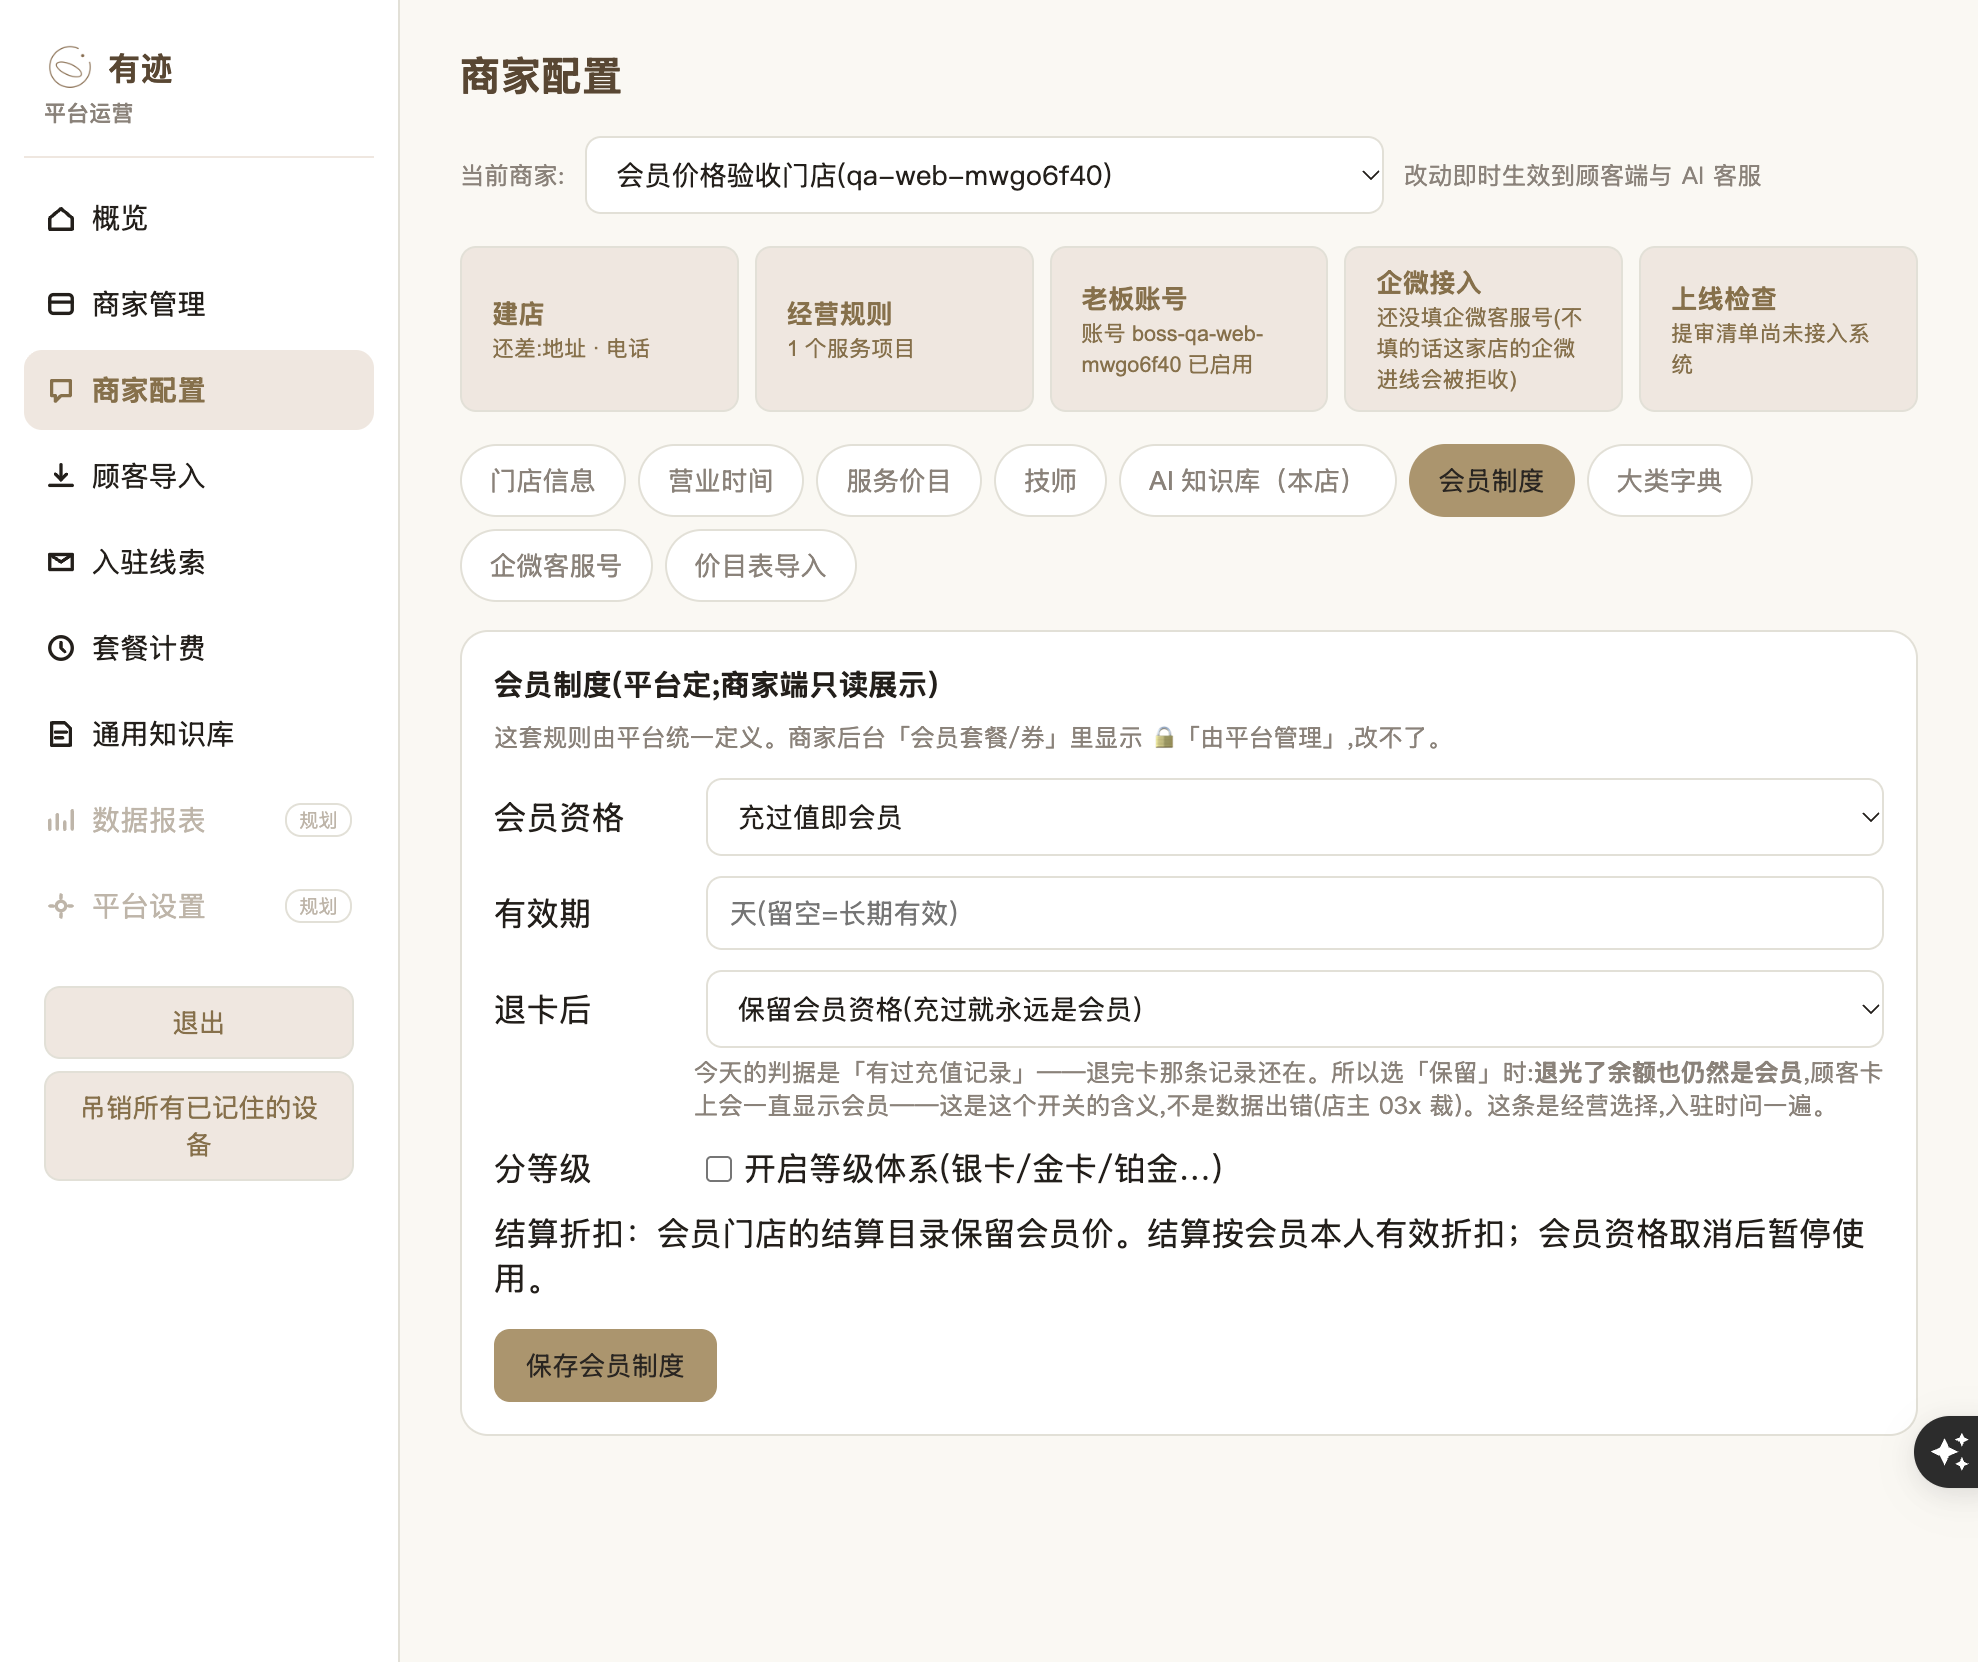 有迹
平台运营
概览
商家管理
商家配置
顾客导入
入驻线索
套餐计费
通用知识库
数据报表 规划
平台设置 规划
退出
吊销所有已记住的设
备
商家配置
当前商家: 会员价格验收门店(qa-web-mwgo6f40) 改动即时生效到顾客端与 AI 客服
建店
还差:地址 · 电话
经营规则
1 个服务项目
老板账号
账号 boss-qa-web-
mwgo6f40 已启用
企微接入
还没填企微客服号(不
填的话这家店的企微
进线会被拒收)
上线检查
提审清单尚未接入系
统
门店信息 营业时间 服务价目 技师 AI 知识库（本店） 会员制度 大类字典
企微客服号 价目表导入
会员制度(平台定;商家端只读展示)
这套规则由平台统一定义。商家后台「会员套餐/券」里显示 🔒「由平台管理」,改不了。
会员资格 充过值即会员
有效期 天(留空=长期有效)
退卡后 保留会员资格(充过就永远是会员)
今天的判据是「有过充值记录」——退完卡那条记录还在。所以选「保留」时:退光了余额也仍然是会员,顾客卡
上会一直显示会员——这是这个开关的含义,不是数据出错(店主 03x 裁)。这条是经营选择,入驻时问一遍。
分等级 开启等级体系(银卡/金卡/铂金...)
结算折扣：会员门店的结算目录保留会员价。结算按会员本人有效折扣；会员资格取消后暂停使
用。
保存会员制度